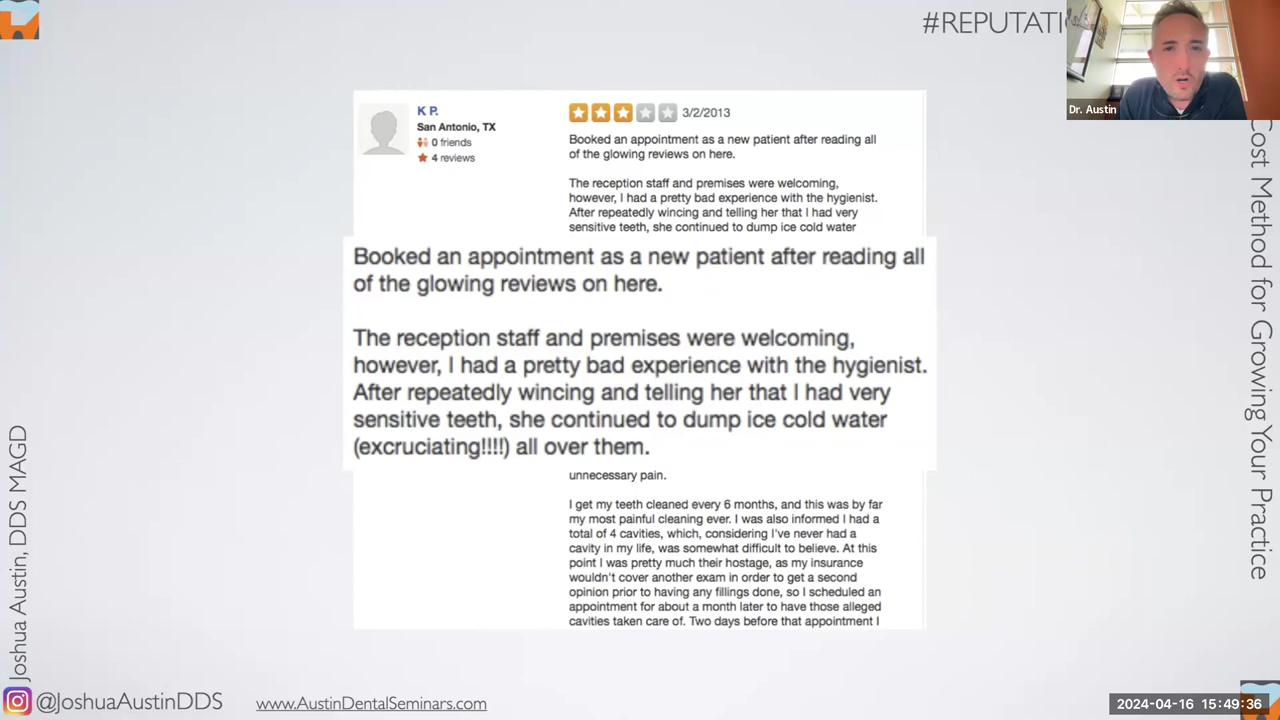 #REPUTATI
Dr. Austin
K P.
San Antonio, TX
0 friends
4 reviews
3/2/2013
Booked an appointment as a new patient after reading all
of the glowing reviews on here.
The reception staff and premises were welcoming,
however, I had a pretty bad experience with the hygienist.
After repeatedly wincing and telling her that I had very
sensitive teeth, she continued to dump ice cold water
Booked an appointment as a new patient after reading all
of the glowing reviews on here.
The reception staff and premises were welcoming,
however, I had a pretty bad experience with the hygienist.
After repeatedly wincing and telling her that I had very
sensitive teeth, she continued to dump ice cold water
(excruciating!!!!) all over them.
unnecessary pain.
I get my teeth cleaned every 6 months, and this was by far
my most painful cleaning ever. I was also informed I had a
total of 4 cavities, which, considering I've never had a
cavity in my life, was somewhat difficult to believe. At this
point I was pretty much their hostage, as my insurance
wouldn't cover another exam in order to get a second
opinion prior to having any fillings done, so I scheduled an
appointment for about a month later to have those alleged
cavities taken care of. Two days before that appointment I
Cost Method for Growing Your Practice
Joshua Austin, DDS MAGD
@JoshuaAustinDDS
www.AustinDentalSeminars.com
2024-04-16 15:49:36